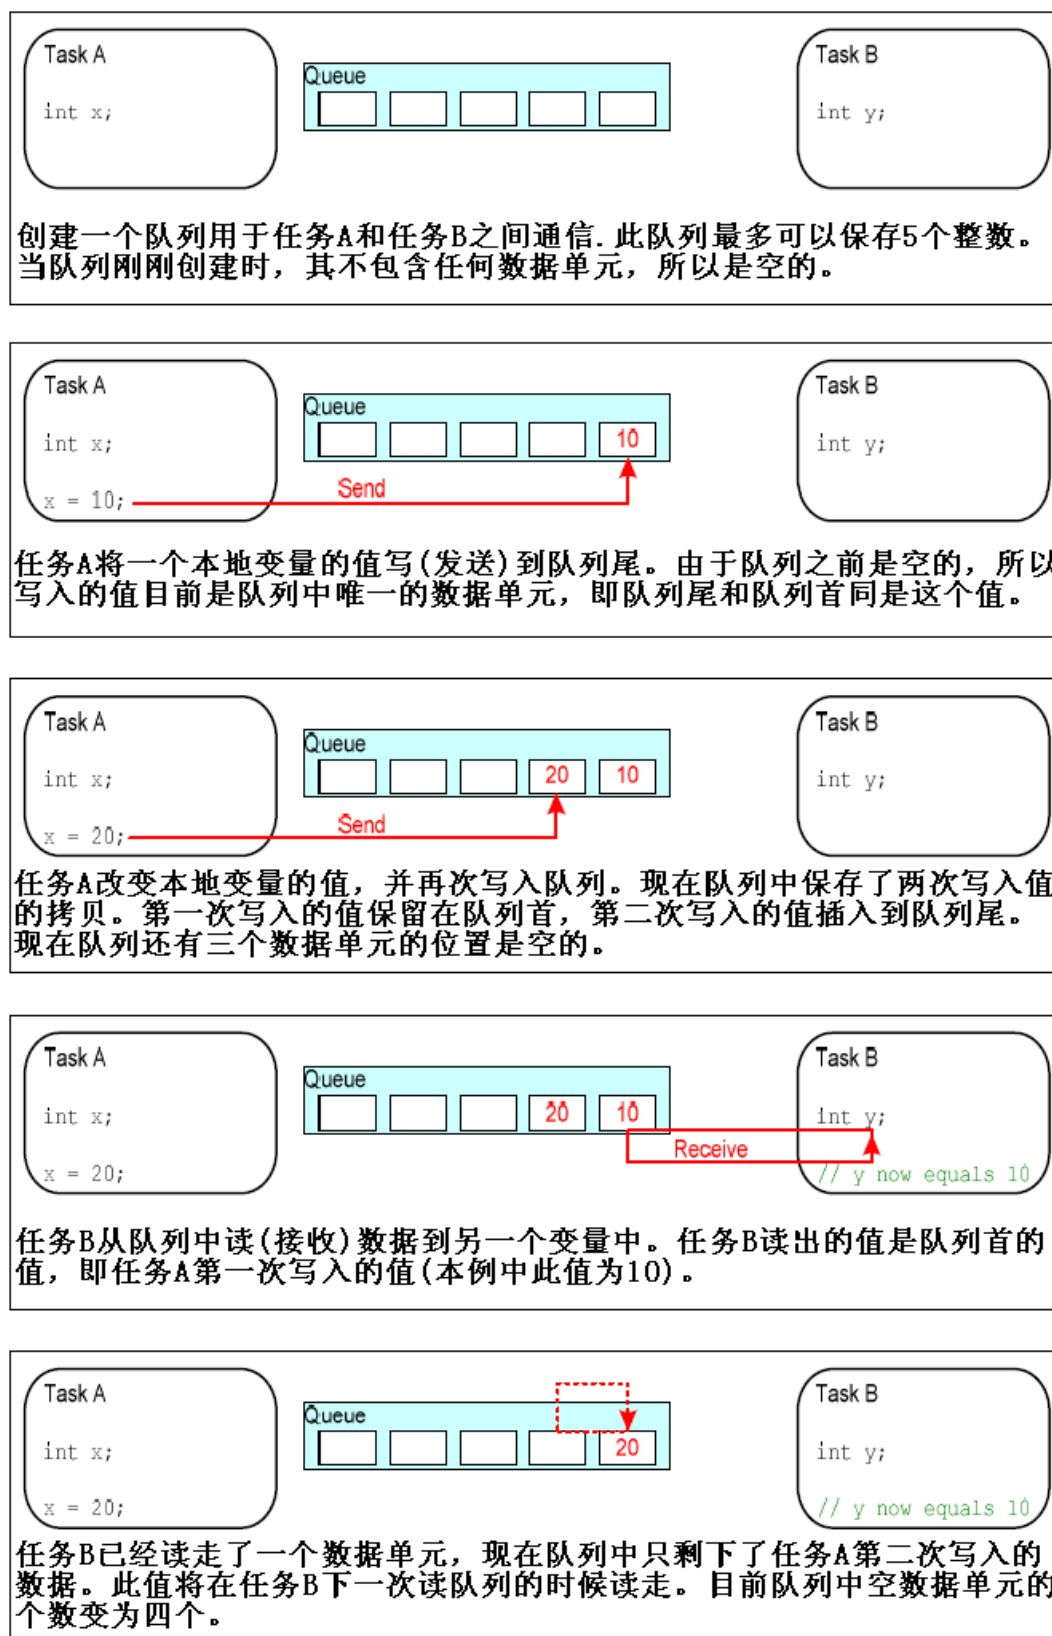 Task A
Queue
Task B
int x;
int y;
创建一个队列用于任务A和任务B之间通信.此队列最多可以保存5个整数。
当队列刚刚创建时，其不包含任何数据单元，所以是空的。
Task A
Queue
Task B
int x;
10
int y;
x = 10;
Send
任务A将一个本地变量的值写(发送)到队列尾。由于队列之前是空的，所以
写入的值目前是队列中唯一的数据单元，即队列尾和队列首同是这个值。
Task A
Queue
Task B
int x;
20 10
int y;
x = 20;
Send
任务A改变本地变量的值，并再次写入队列。现在队列中保存了两次写入值
的拷贝。第一次写入的值保留在队列首，第二次写入的值插入到队列尾。
现在队列还有三个数据单元的位置是空的。
Task A
Queue
Task B
int x;
20 10
int y;
x = 20;
Receive
// y now equals 10
任务B从队列中读(接收)数据到另一个变量中。任务B读出的值是队列首的
值，即任务A第一次写入的值(本例中此值为10)。
Task A
Queue
Task B
int x;
20
int y;
x = 20;
// y now equals 10
任务B已经读走了一个数据单元，现在队列中只剩下了任务A第二次写入的
数据。此值将在任务B下一次读队列的时候读走。目前队列中空数据单元的
个数变为四个。